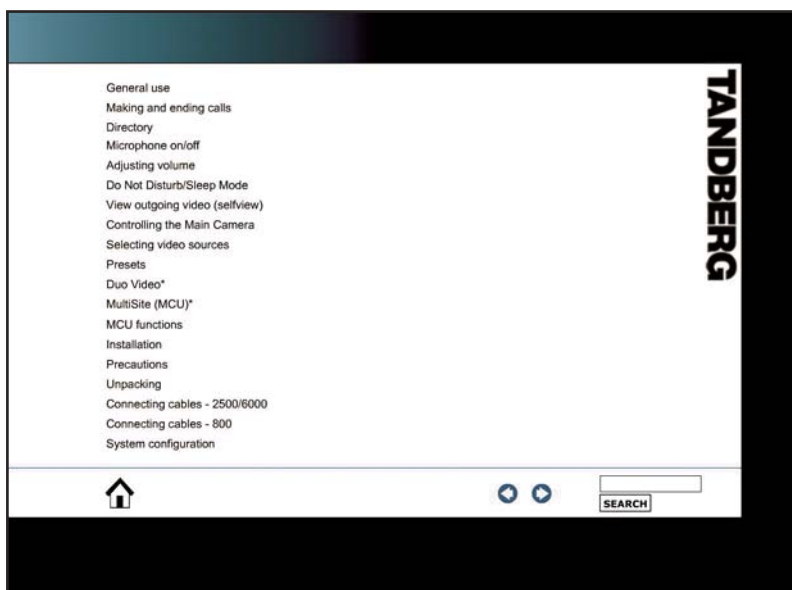 General use
Making and ending calls
Directory
Microphone on/off
Adjusting volume
Do Not Disturb/Sleep Mode
View outgoing video (selfview)
Controlling the Main Camera
Selecting video sources
Presets
Duo Video*
MultiSite (MCU)*
MCU functions
Installation
Precautions
Unpacking
Connecting cables - 2500/6000
Connecting cables - 800
System configuration
TANDBERG
SEARCH